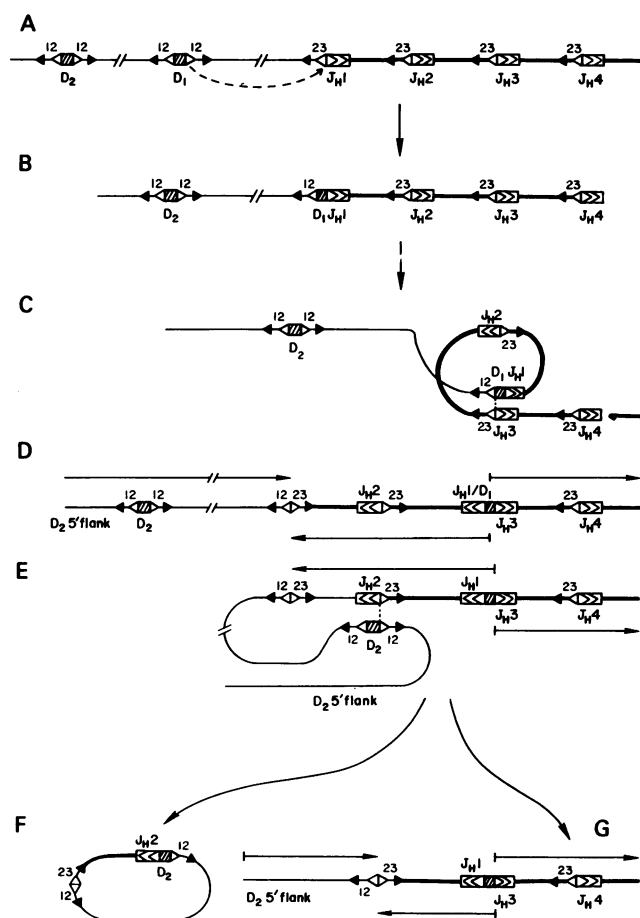 A
12 12 12 12 23 23 23 23
D2 D1 JH1 JH2 JH3 JH4
B
12 12 12 23 23 23
D2 D1 JH1 JH2 JH3 JH4
C
JH2
12 12 23
D2 12 D1 JH1
23 JH3 23 JH4
D
12 12 12 23 JH2 23 JH1/D1 23
D2 5'flank D2 JH3 JH4
E
12 23 JH2 23 JH1 23
JH3 JH4
12 D2 12
D2 5'flank
F
JH2 12
23 D2
12
G
23 JH1 23
D2 5'flank 12 JH3 JH4